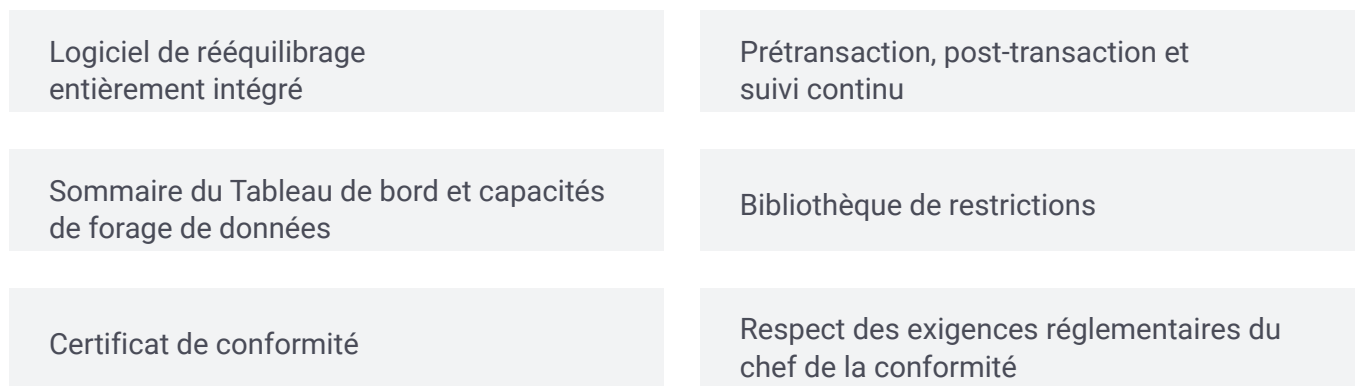 Logiciel de rééquilibrage
entièrement intégré
Prétransaction, post-transaction et
suivi continu
Sommaire du Tableau de bord et capacités
de forage de données
Bibliothèque de restrictions
Certificat de conformité
Respect des exigences réglementaires du
chef de la conformité